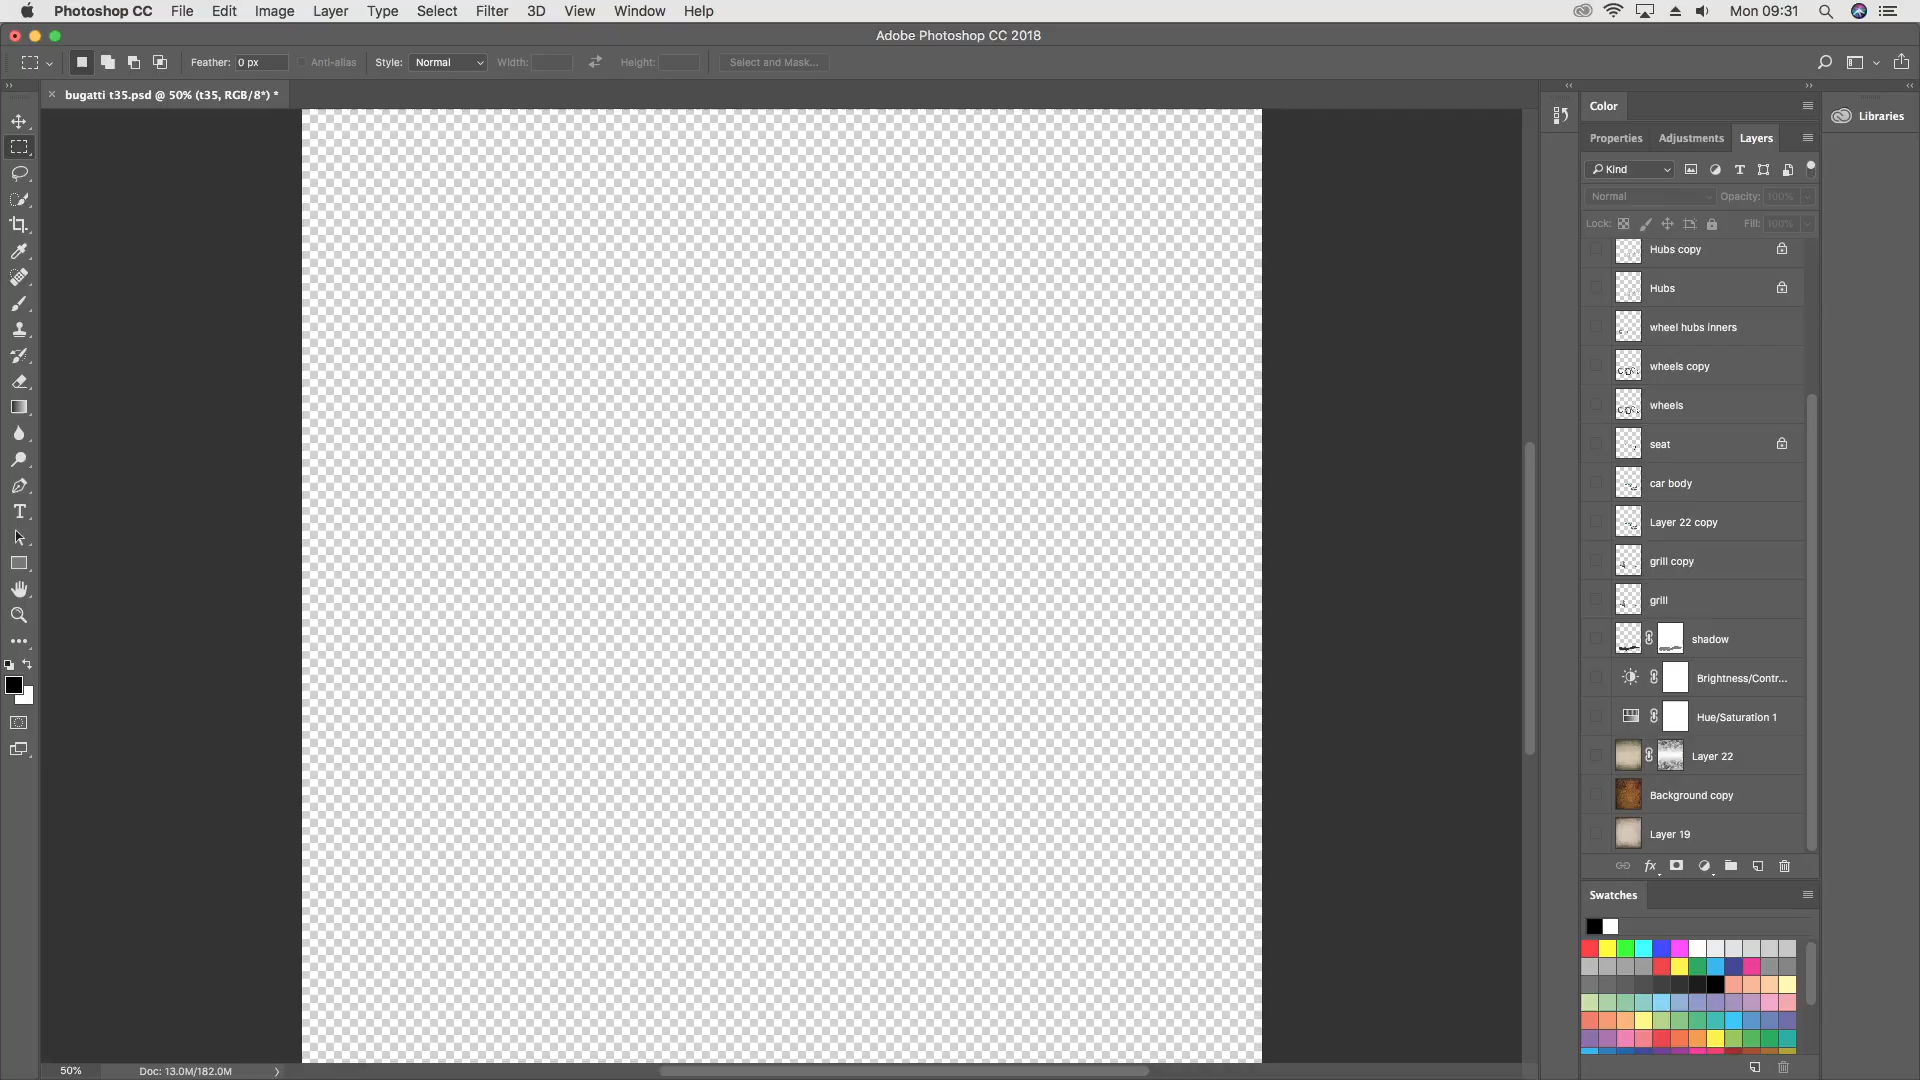 Photoshop CC File Edit Image Layer Type Select Filter 3D View Window Help Mon 09:31
Adobe Photoshop CC 2018
Feather: 0 px Anti-alias Style: Normal Width: Height: Select and Mask...
bugatti t35.psd @ 50% (t35, RGB/8*) *
Color
Libraries
Properties Adjustments Layers
Kind
Normal Opacity: 100%
Lock: Fill: 100%
Hubs copy
Hubs
wheel hubs inners
wheels copy
wheels
seat
car body
Layer 22 copy
grill copy
grill
shadow
Brightness/Contr...
Hue/Saturation 1
Layer 22
Background copy
Layer 19
fx
Swatches
50% Doc: 13.0M/182.0M